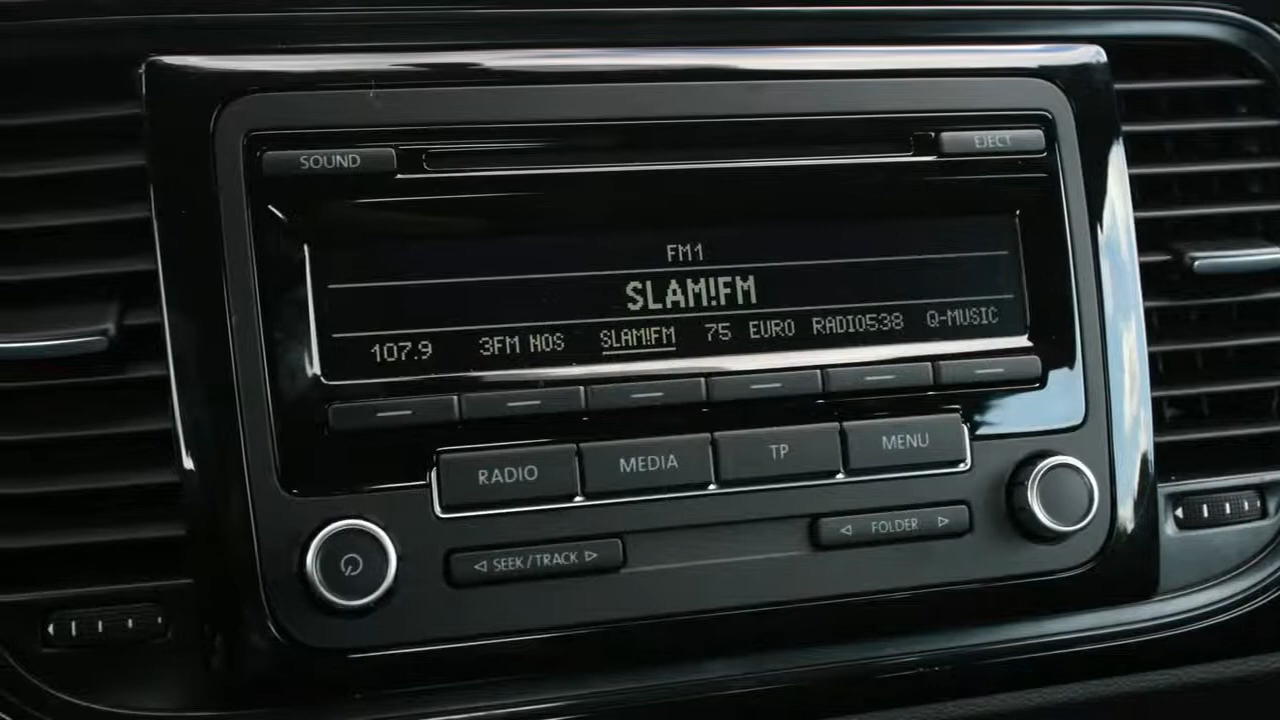 SOUND
EJECT
FM1
SLAM!FM
107.9 3FM NOS SLAM!FM 75 EURO RADIO538 Q-MUSIC
RADIO MEDIA TP MENU
SEEK/TRACK
FOLDER